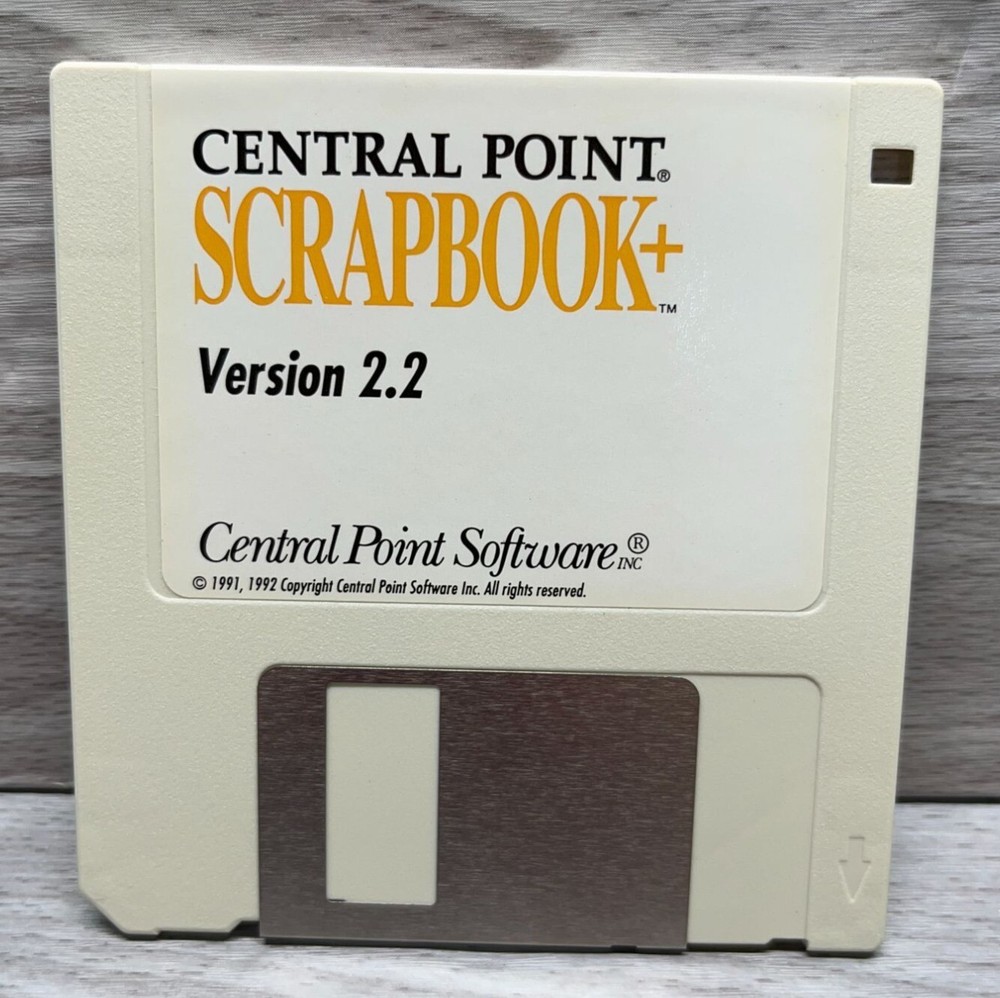 CENTRAL POINT®
SCRAPBOOK+™
Version 2.2
Central Point Software INC®
© 1991, 1992 Copyright Central Point Software Inc. All rights reserved.